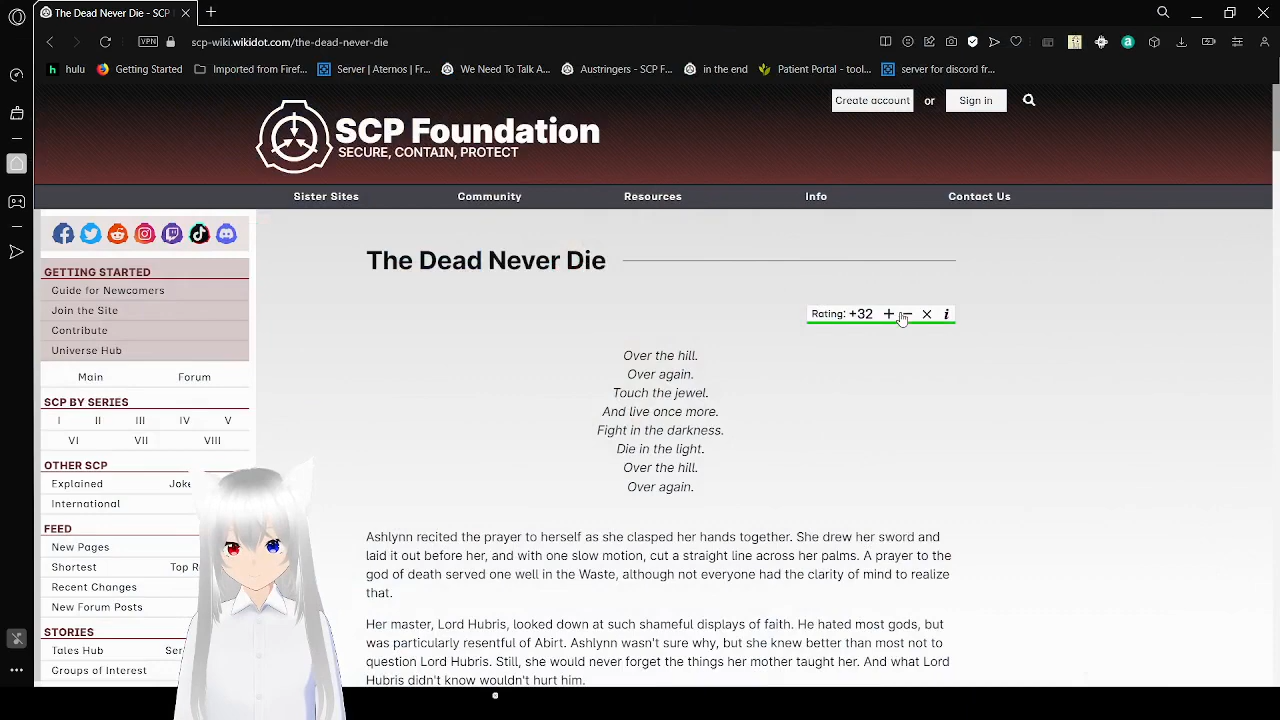 The Dead Never Die - SCP
VPN
scp-wiki.wikidot.com/the-dead-never-die
hulu
Getting Started
Imported from Firef...
Server | Aternos | Fr...
We Need To Talk A...
Austringers - SCP F...
in the end
Patient Portal - tool...
server for discord fr...
Create account
or
Sign in
SCP Foundation
SECURE, CONTAIN, PROTECT
Sister Sites
Community
Resources
Info
Contact Us
GETTING STARTED
Guide for Newcomers
Join the Site
Contribute
Universe Hub
Main
Forum
SCP BY SERIES
I II III IV V
VI VII VIII
OTHER SCP
Explained Joke
International
FEED
New Pages
Shortest Top R
Recent Changes
New Forum Posts
STORIES
Tales Hub Ser
Groups of Interest
The Dead Never Die
Rating: +32 + – × i
Over the hill.
Over again.
Touch the jewel.
And live once more.
Fight in the darkness.
Die in the light.
Over the hill.
Over again.
Ashlynn recited the prayer to herself as she clasped her hands together. She drew her sword and
laid it out before her, and with one slow motion, cut a straight line across her palms. A prayer to the
god of death served one well in the Waste, although not everyone had the clarity of mind to realize
that.
Her master, Lord Hubris, looked down at such shameful displays of faith. He hated most gods, but
was particularly resentful of Abirt. Ashlynn wasn't sure why, but she knew better than most not to
question Lord Hubris. Still, she would never forget the things her mother taught her. And what Lord
Hubris didn't know wouldn't hurt him.